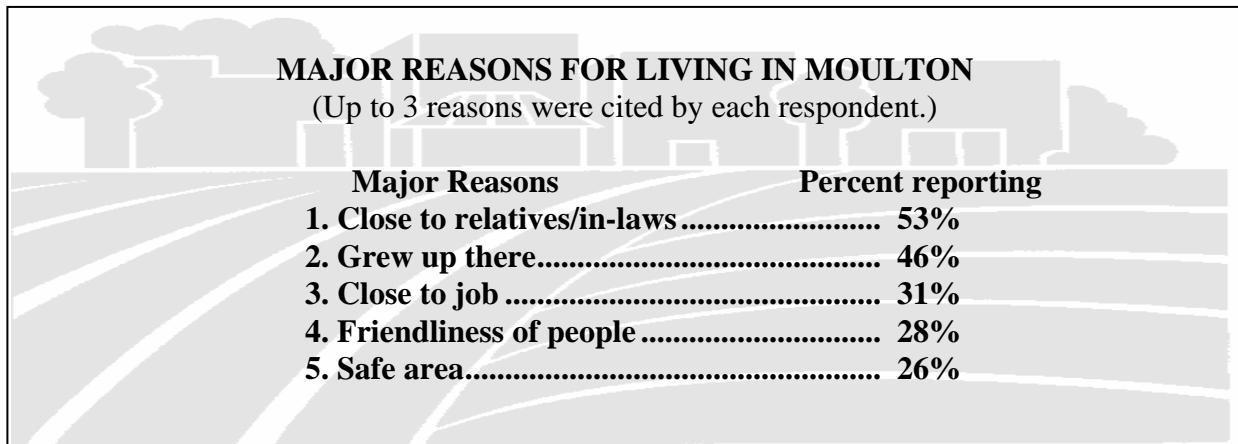 MAJOR REASONS FOR LIVING IN MOULTON
(Up to 3 reasons were cited by each respondent.)
Major Reasons Percent reporting
1. Close to relatives/in-laws........................... 53%
2. Grew up there............................................. 46%
3. Close to job ................................................. 31%
4. Friendliness of people ............................... 28%
5. Safe area...................................................... 26%